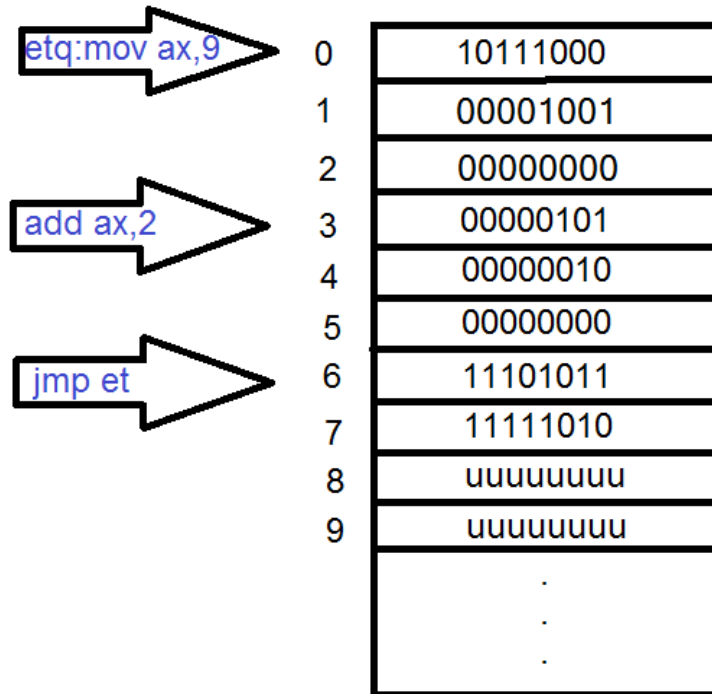 etq:mov ax,9 0 10111000
1 00001001
2 00000000
add ax,2 3 00000101
4 00000010
5 00000000
jmp et 6 11101011
7 11111010
8 uuuuuuuu
9 uuuuuuuu
.
.
.